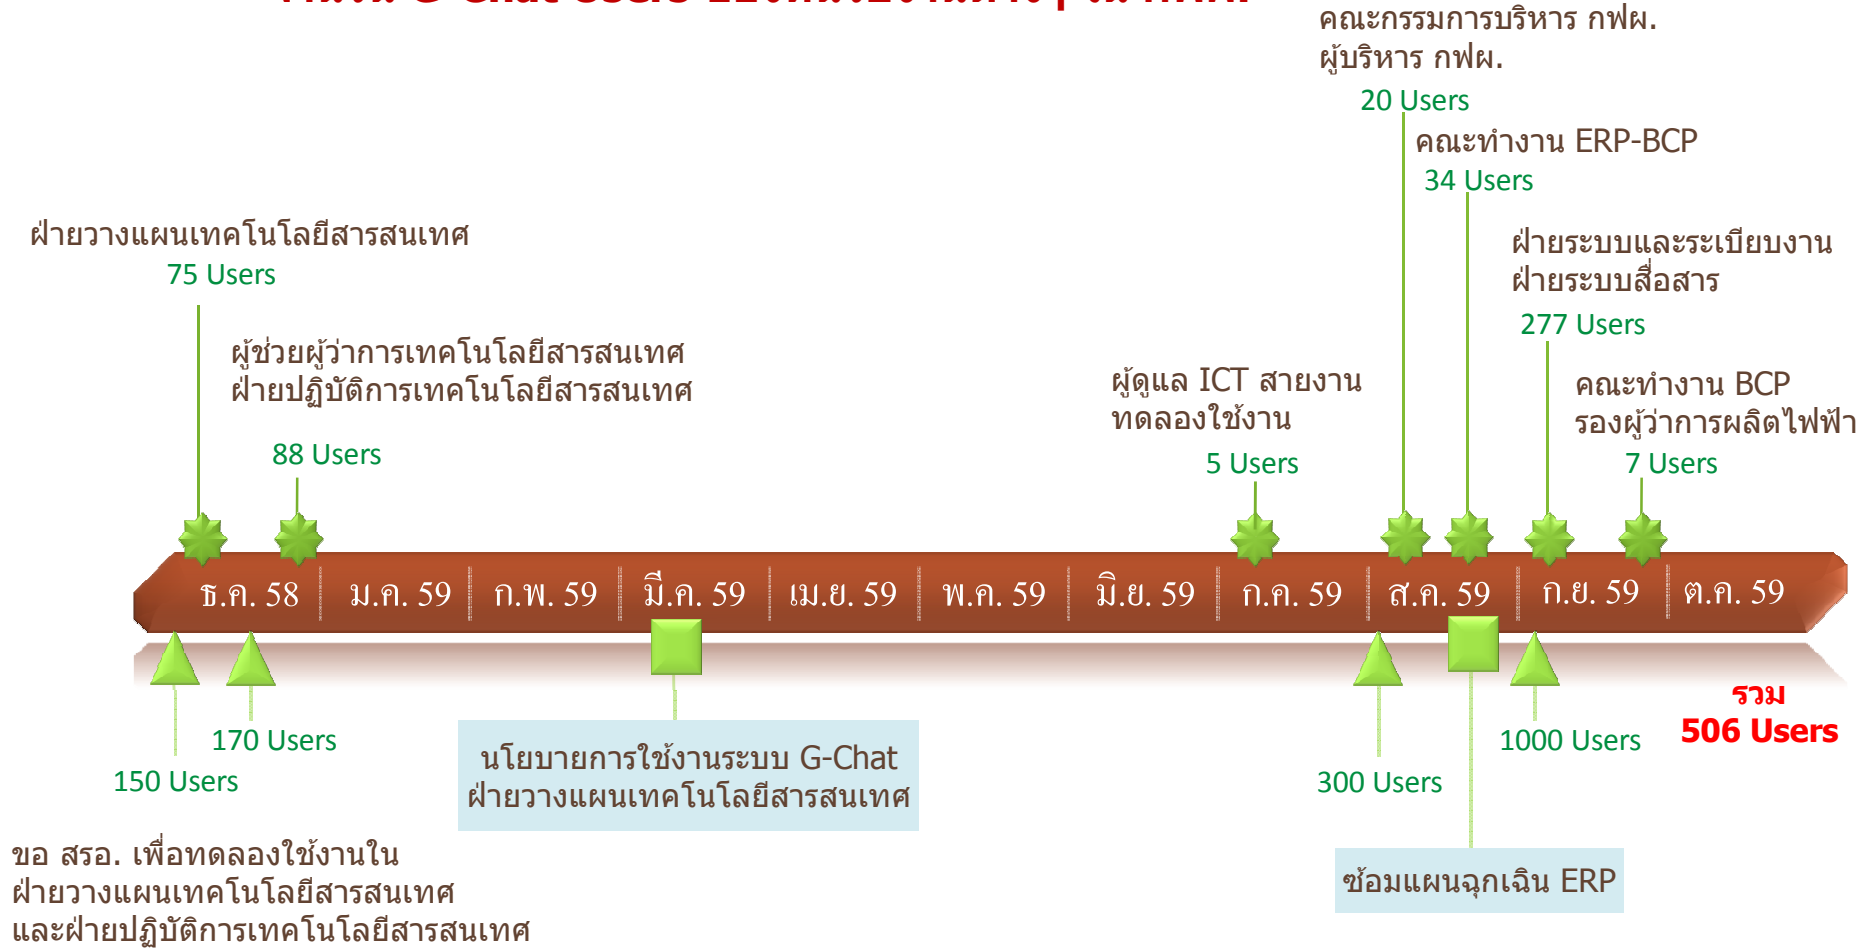 G-Chat Users
คณะกรรมการบริหาร กฟผ.
ผู้บริหาร กฟผ.
20 Users
คณะทำงาน ERP-BCP
34 Users
ฝ่ายวางแผนเทคโนโลยีสารสนเทศ
75 Users
ฝ่ายระบบและระเบียบงาน
ฝ่ายระบบสื่อสาร
277 Users
ผู้ช่วยผู้ว่าการเทคโนโลยีสารสนเทศ
ฝ่ายปฏิบัติการเทคโนโลยีสารสนเทศ
88 Users
ผู้ดูแล ICT สายงาน
ทดลองใช้งาน
5 Users
คณะทำงาน BCP
รองผู้ว่าการผลิตไฟฟ้า
7 Users
ธ.ค. 58 ม.ค. 59 ก.พ. 59 มี.ค. 59 เม.ย. 59 พ.ค. 59 มิ.ย. 59 ก.ค. 59 ส.ค. 59 ก.ย. 59 ต.ค. 59
170 Users
150 Users
นโยบายการใช้งานระบบ G-Chat
ฝ่ายวางแผนเทคโนโลยีสารสนเทศ
300 Users
1000 Users
รวม
506 Users
ขอ สรอ. เพื่อทดลองใช้งานใน
ฝ่ายวางแผนเทคโนโลยีสารสนเทศ
และฝ่ายปฏิบัติการเทคโนโลยีสารสนเทศ
ซ้อมแผนฉุกเฉิน ERP